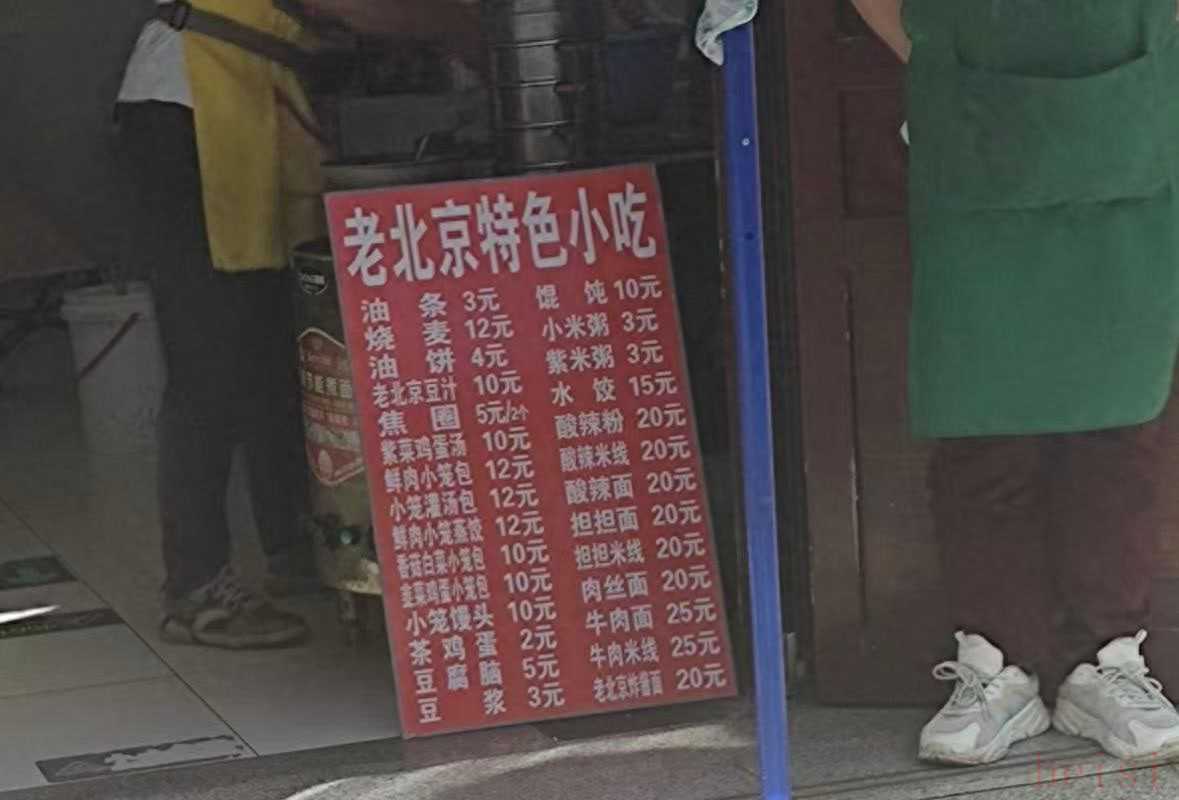 老北京特色小吃
油条 3元
烧麦 12元
油饼 4元
老北京豆汁 10元
焦圈 5元/2个
紫菜鸡蛋汤 10元
鲜肉小笼包 12元
小笼灌汤包 12元
鲜肉小笼蒸饺 12元
香菇白菜小笼包 10元
韭菜鸡蛋小笼包 10元
小笼馒头 10元
茶鸡蛋 2元
豆腐脑 5元
豆浆 3元
馄饨 10元
小米粥 3元
紫米粥 3元
水饺 15元
酸辣粉 20元
酸辣米线 20元
酸辣面 20元
担担面 20元
担担米线 20元
肉丝面 20元
牛肉面 25元
牛肉米线 25元
老北京炸酱面 20元